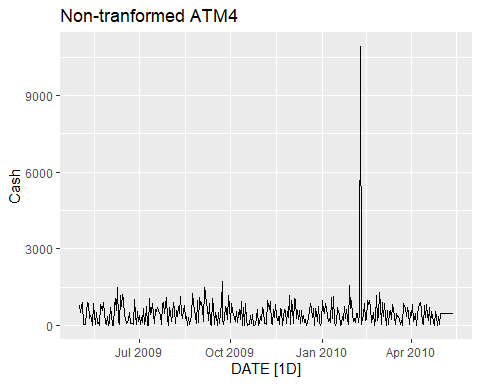 Non-tranformed ATM4
Cash
9000
6000
3000
0
Jul 2009
Oct 2009
Jan 2010
Apr 2010
DATE [1D]